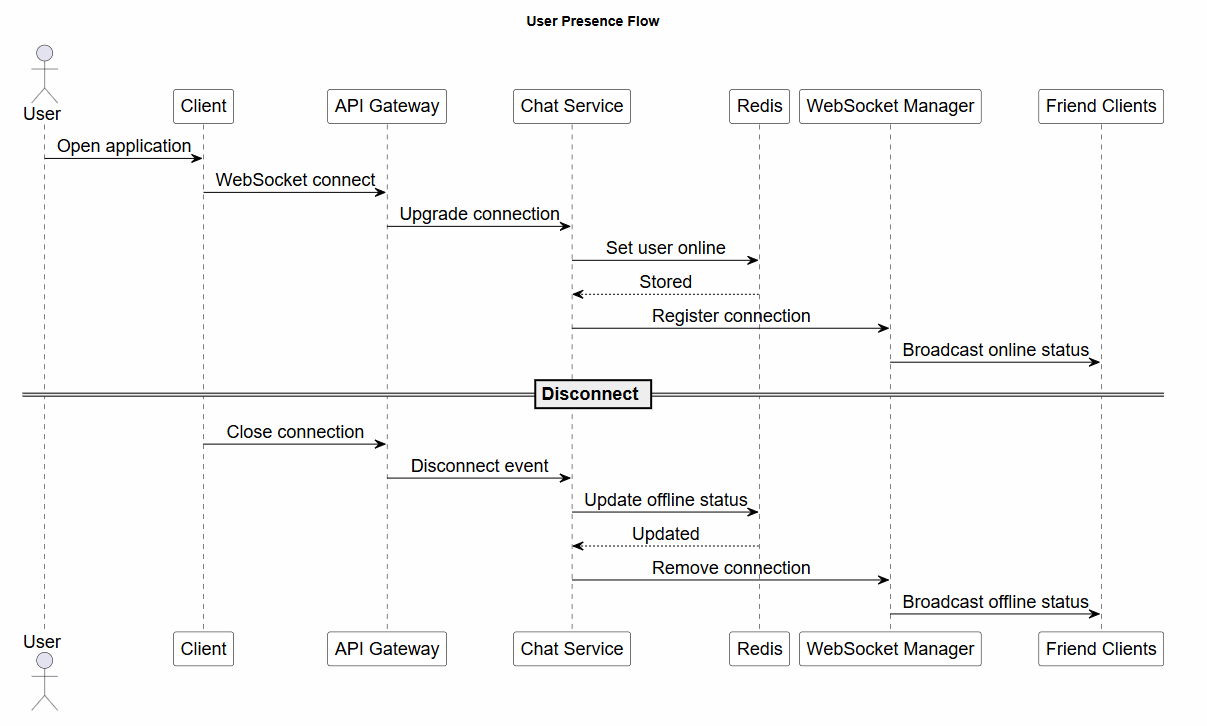 User Presence Flow
User
Client
API Gateway
Chat Service
Redis
WebSocket Manager
Friend Clients
Open application
WebSocket connect
Upgrade connection
Set user online
Stored
Register connection
Broadcast online status
Disconnect
Close connection
Disconnect event
Update offline status
Updated
Remove connection
Broadcast offline status
User
Client
API Gateway
Chat Service
Redis
WebSocket Manager
Friend Clients